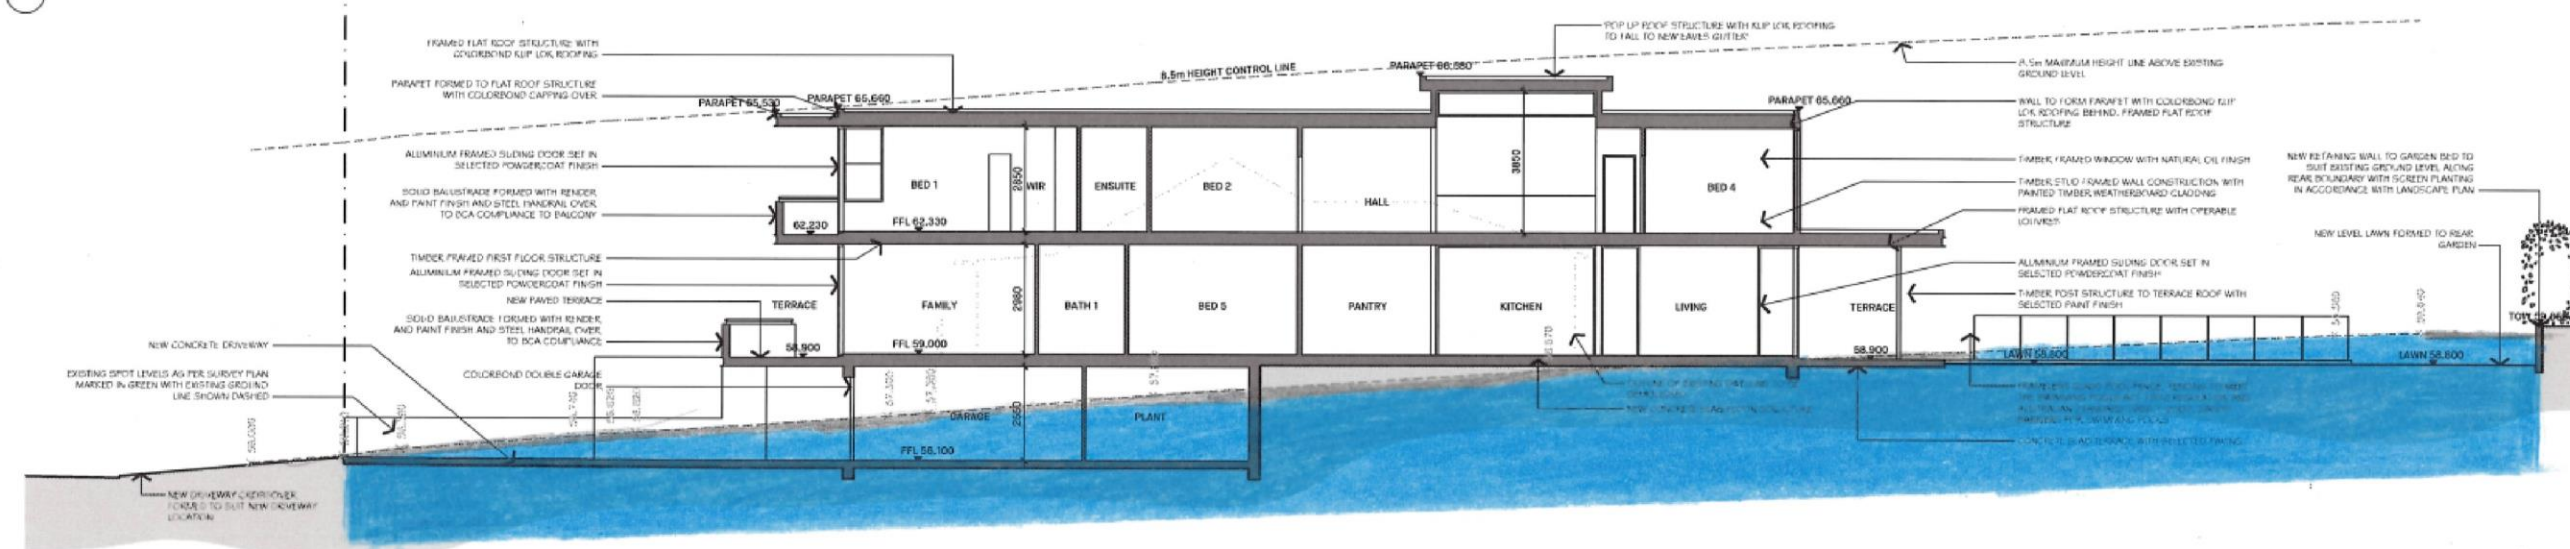 FRAMED FLAT ROOF STRUCTURE WITH
COLORBOND KLIP LOK ROOFING
PARAPET FORMED TO FLAT ROOF STRUCTURE
WITH COLORBOND CAPPING OVER
ALUMINIUM FRAMED SLIDING DOOR SET IN
SELECTED POWDERCOAT FINISH
SOLID BALUSTRADE FORMED WITH RENDER
AND PAINT FINISH AND STEEL HANDRAIL OVER
TO BCA COMPLIANCE TO BALCONY
TIMBER FRAMED FIRST FLOOR STRUCTURE
ALUMINIUM FRAMED SLIDING DOOR SET IN
SELECTED POWDERCOAT FINISH
NEW PAVED TERRACE
SOLID BALUSTRADE FORMED WITH RENDER
AND PAINT FINISH AND STEEL HANDRAIL OVER
TO BCA COMPLIANCE
NEW CONCRETE DRIVEWAY
EXISTING SPOT LEVELS AS PER SURVEY PLAN
MARKED IN GREEN WITH EXISTING GROUND
LINE SHOWN DASHED
COLORBOND DOUBLE GARAGE
DOOR
NEW DRIVEWAY CROSSOVER
FORMED TO SUIT NEW DRIVEWAY
LOCATION
PARAPET 65,530
PARAPET 65,660
8.5m HEIGHT CONTROL LINE
PARAPET 66,680
PARAPET 65,660
BED 1
2850
WIR
ENSUITE
BED 2
HALL
3850
BED 4
62,230
FFL 62,330
TERRACE
FAMILY
2980
BATH 1
BED 5
PANTRY
KITCHEN
LIVING
TERRACE
58,900
FFL 59,000
58,900
GARAGE
PLANT
FFL 56,100
LAWN 58,800
LAWN 58,800
POP UP ROOF STRUCTURE WITH KLIP LOK ROOFING
TO FALL TO NEW EAVES GUTTER
8.5m MAXIMUM HEIGHT LINE ABOVE EXISTING
GROUND LEVEL
WALL TO FORM PARAPET WITH COLORBOND KLIP
LOK ROOFING BEHIND. FRAMED FLAT ROOF
STRUCTURE
TIMBER FRAMED WINDOW WITH NATURAL OIL FINISH
TIMBER STUD FRAMED WALL CONSTRUCTION WITH
PAINTED TIMBER WEATHERBOARD CLADDING
FRAMED FLAT ROOF STRUCTURE WITH OPERABLE
LOUVRES
ALUMINIUM FRAMED SLIDING DOOR SET IN
SELECTED POWDERCOAT FINISH
TIMBER POST STRUCTURE TO TERRACE ROOF WITH
SELECTED PAINT FINISH
CONCRETE SLAB TERRACE WITH SELECTED PAVING
NEW RETAINING WALL TO GARDEN BED TO
SUIT EXISTING GROUND LEVEL ALONG
REAR BOUNDARY WITH SCREEN PLANTING
IN ACCORDANCE WITH LANDSCAPE PLAN
NEW LEVEL LAWN FORMED TO REAR
GARDEN